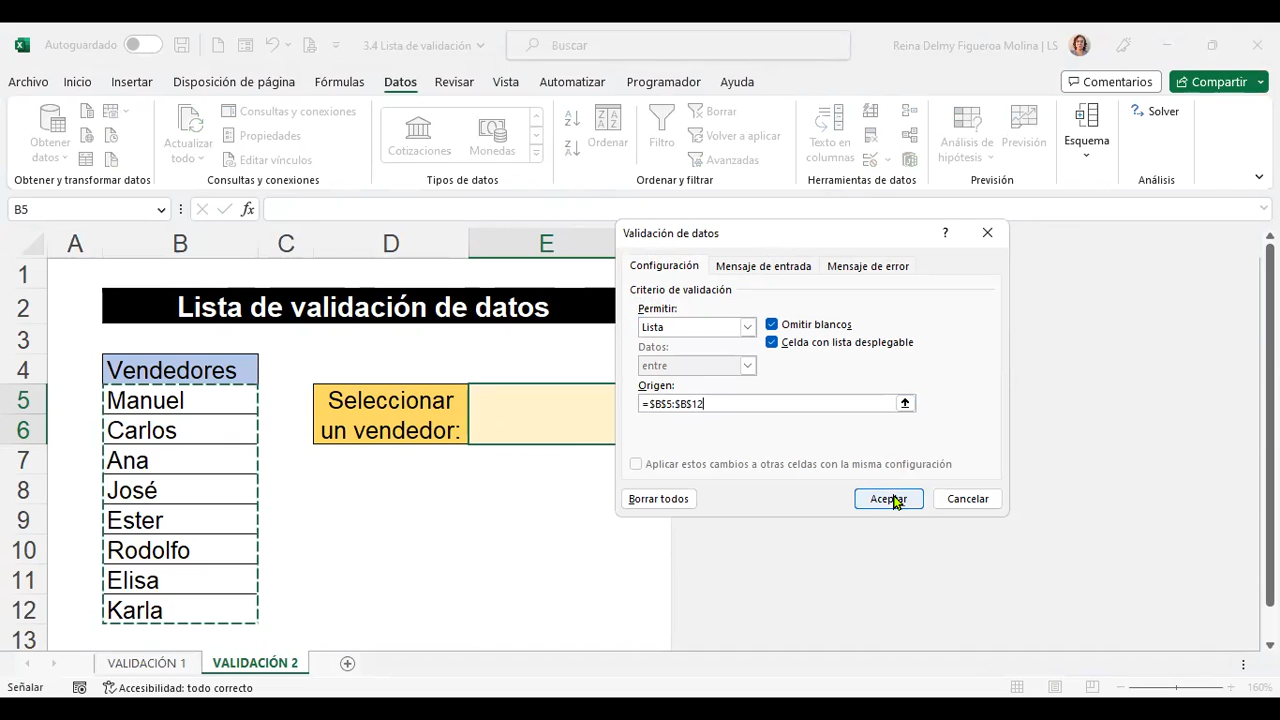 Autoguardado
3.4 Lista de validación
Buscar
Reina Delmy Figueroa Molina | LS
Archivo Inicio Insertar Disposición de página Fórmulas Datos Revisar Vista Automatizar Programador Ayuda
Comentarios
Compartir
Obtener
datos
Obtener y transformar datos
Actualizar
todo
Consultas y conexiones
Propiedades
Editar vínculos
Consultas y conexiones
Cotizaciones
Monedas
Tipos de datos
Ordenar
Filtro
Borrar
Volver a aplicar
Avanzadas
Ordenar y filtrar
Texto en
columnas
Herramientas de datos
Análisis de
hipótesis
Previsión
Previsión
Esquema
Solver
Análisis
B5
fx
A B C D E
1
2 Lista de validación de datos
3
4 Vendedores
5 Manuel
6 Carlos
7 Ana
8 José
9 Ester
10 Rodolfo
11 Elisa
12 Karla
13
Seleccionar
un vendedor:
Validación de datos
?
Configuración Mensaje de entrada Mensaje de error
Criterio de validación
Permitir:
Lista
Omitir blancos
Celda con lista desplegable
Datos:
entre
Origen:
=$B$5:$B$12
Aplicar estos cambios a otras celdas con la misma configuración
Borrar todos
Aceptar
Cancelar
VALIDACIÓN 1
VALIDACIÓN 2
Señalar
Accesibilidad: todo correcto
160%